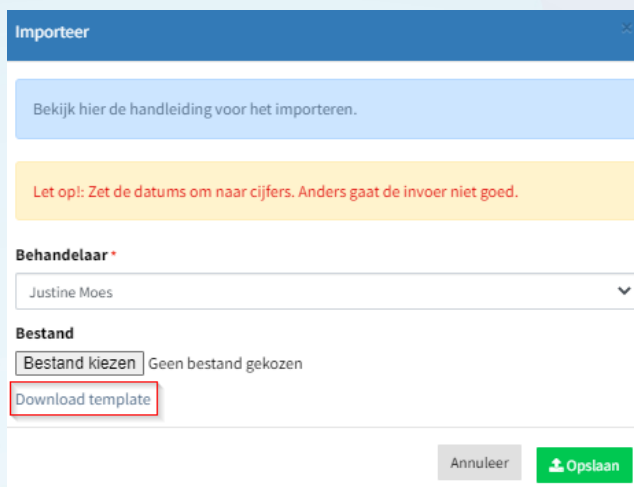 Importeer
Bekijk hier de handleiding voor het importeren.
Let op!: Zet de datums om naar cijfers. Anders gaat de invoer niet goed.
Behandelaar *
Justine Moes
Bestand
Bestand kiezen Geen bestand gekozen
Download template
Annuleer Opslaan